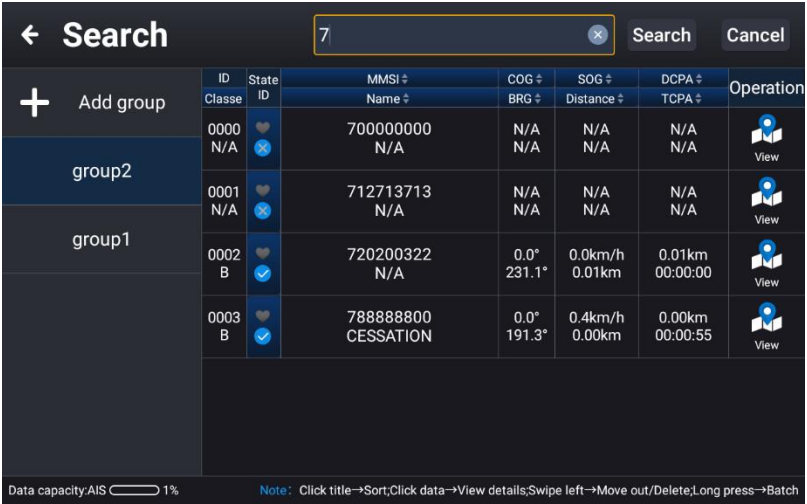 Search
7
Search
Cancel
Add group
group2
group1
ID State MMSI COG SOG DCPA Operation
Classe ID Name BRG Distance TCPA
0000 700000000 N/A N/A N/A
N/A N/A N/A N/A N/A View
0001 712713713 N/A N/A N/A
N/A N/A N/A N/A N/A View
0002 720200322 0.0° 0.0km/h 0.01km
B N/A 231.1° 0.01km 00:00:00 View
0003 788888800 0.0° 0.4km/h 0.00km
B CESSATION 191.3° 0.00km 00:00:55 View
Data capacity:AIS 1% Note: Click title→Sort;Click data→View details;Swipe left→Move out/Delete;Long press→Batch